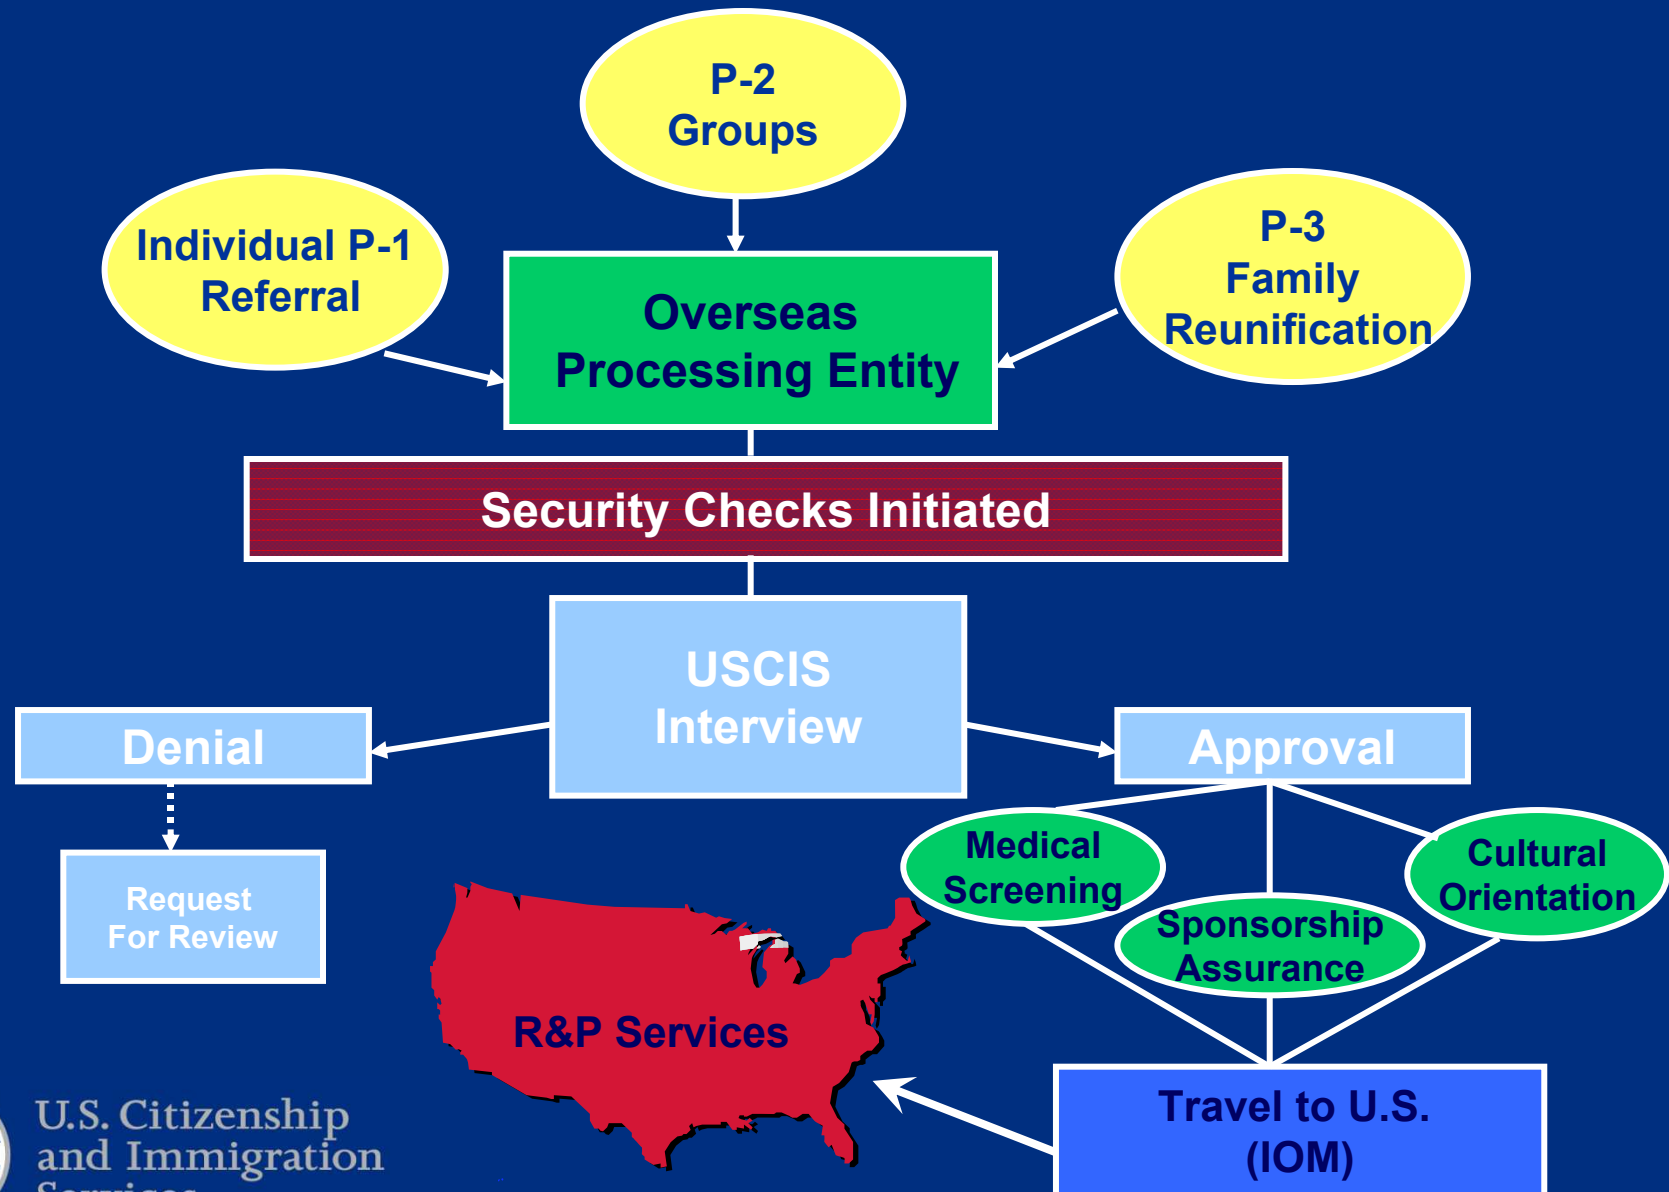 P-2
Groups
Individual P-1
Referral
P-3
Family
Reunification
Overseas
Processing Entity
Security Checks Initiated
USCIS
Interview
Denial
Approval
Request
For Review
Medical
Screening
Sponsorship
Assurance
Cultural
Orientation
R&P Services
Travel to U.S.
(IOM)
U.S. Citizenship
and Immigration
Services